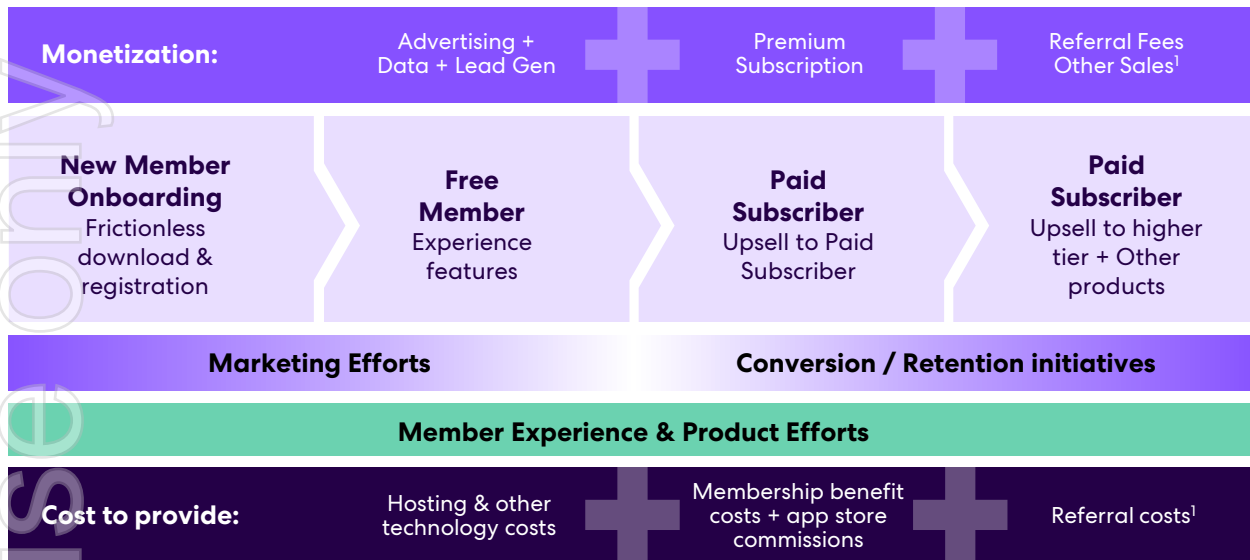 Monetization:
Advertising +
Data + Lead Gen
Premium
Subscription
Referral Fees
Other Sales¹
New Member
Onboarding
Frictionless
download &
registration
Free
Member
Experience
features
Paid
Subscriber
Upsell to Paid
Subscriber
Paid
Subscriber
Upsell to higher
tier + Other
products
Marketing Efforts
Conversion / Retention initiatives
Member Experience & Product Efforts
Cost to provide:
Hosting & other
technology costs
Membership benefit
costs + app store
commissions
Referral costs¹
use only